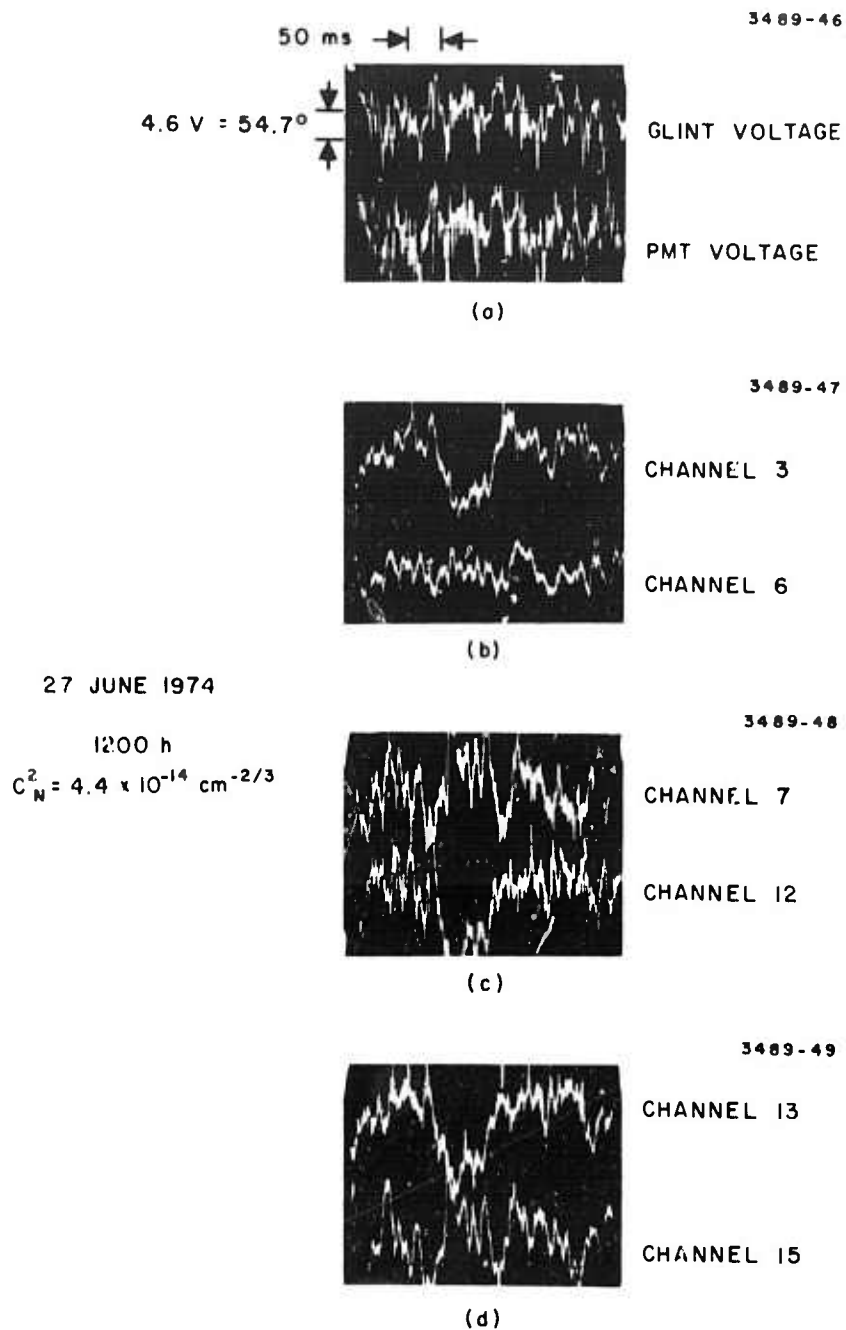 3489-46
50 ms
4.6 V = 54.7°
GLINT VOLTAGE
PMT VOLTAGE
(a)
3489-47
CHANNEL 3
CHANNEL 6
(b)
27 JUNE 1974
1200 h
C²_N = 4.4 x 10⁻¹⁴ cm⁻²/³
3489-48
CHANNEL 7
CHANNEL 12
(c)
3489-49
CHANNEL 13
CHANNEL 15
(d)